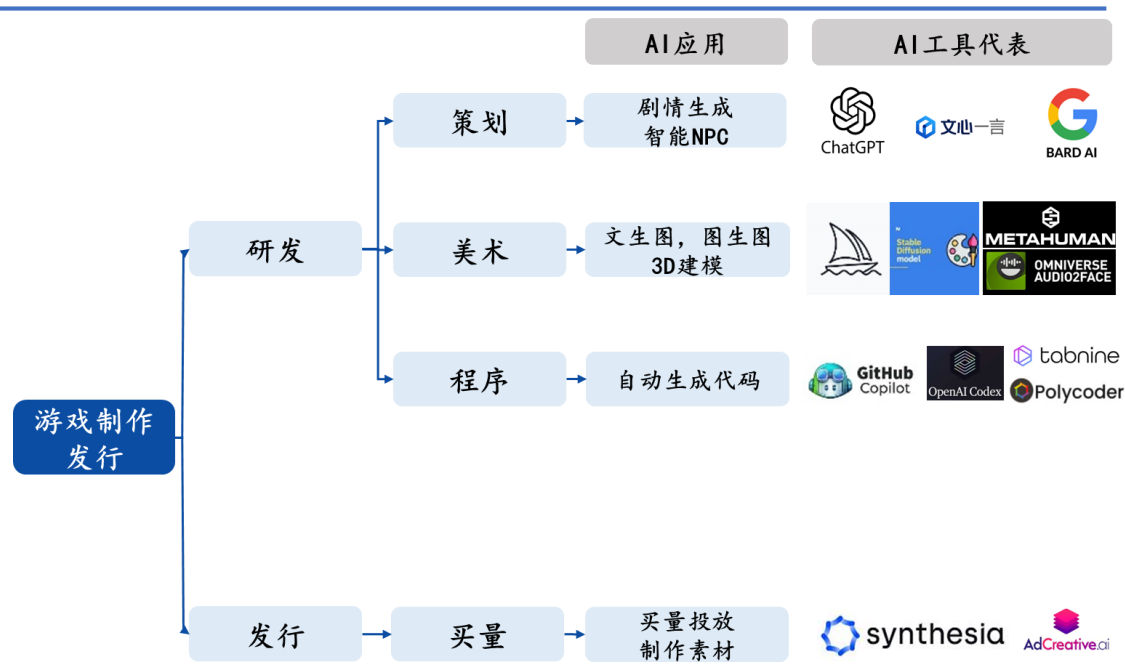 AI应用
AI工具代表
策划
剧情生成
智能NPC
ChatGPT
文心一言
BARD AI
研发
美术
文生图，图生图
3D建模
Stable
Diffusion
model
METAHUMAN
OMNIVERSE
AUDIO2FACE
程序
自动生成代码
GitHub
Copilot
OpenAI Codex
tabnine
Polycoder
游戏制作
发行
发行
买量
买量投放
制作素材
synthesia
AdCreative.ai